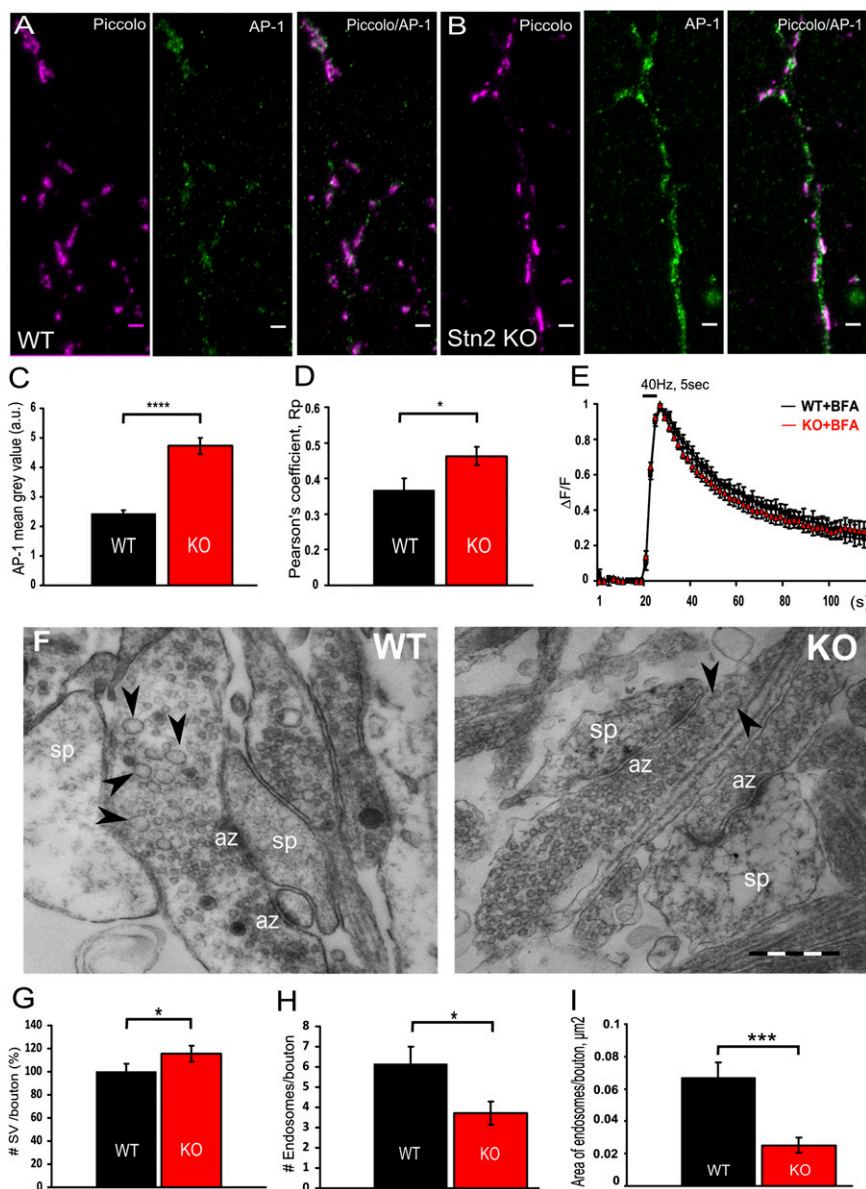 A Piccolo AP-1 Piccolo/AP-1 B Piccolo AP-1 Piccolo/AP-1
WT Stn2 KO
C D E
AP-1 mean grey value (a.u.)
6
5
4
3
2
1
0
****
WT KO
Pearson's coefficient, Rp
0.6
0.5
0.4
0.3
0.2
0.1
0
*
WT KO
40Hz, 5sec
WT+BFA
KO+BFA
ΔF/F
1
0.8
0.6
0.4
0.2
0
1 20 40 60 80 100 (s)
F WT KO
sp
az
sp
az
sp
az
az
sp
G H I
# SV /bouton (%)
140
120
100
80
60
40
20
0
*
WT KO
# Endosomes/bouton
8
7
6
5
4
3
2
1
0
*
WT KO
Area of endosomes/bouton, µm2
0.1
0.08
0.06
0.04
0.02
0
***
WT KO